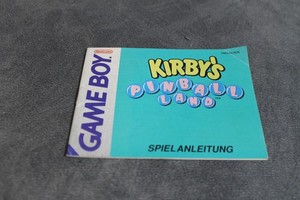 Nintendo
GAME BOY
KIRBY'S
PINBALL
LAND
SPIELANLEITUNG